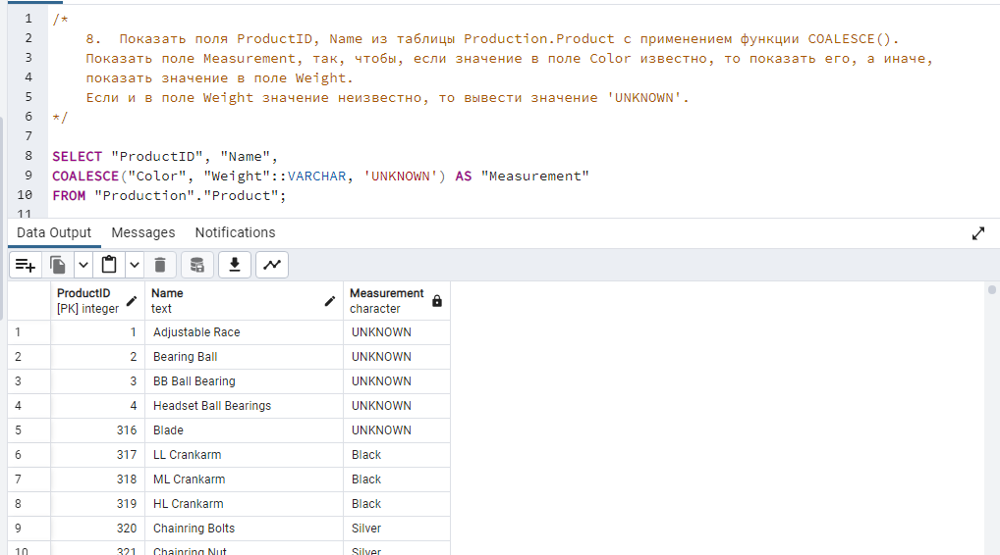 1 /*
2 8. Показать поля ProductID, Name из таблицы Production.Product с применением функции COALESCE().
3 Показать поле Measurement, так, чтобы, если значение в поле Color известно, то показать его, а иначе,
4 показать значение в поле Weight.
5 Если и в поле Weight значение неизвестно, то вывести значение 'UNKNOWN'.
6 */
7
8 SELECT "ProductID", "Name",
9 COALESCE("Color", "Weight"::VARCHAR, 'UNKNOWN') AS "Measurement"
10 FROM "Production"."Product";
11
Data Output Messages Notifications
ProductID Name Measurement
[PK] integer text character
1 1 Adjustable Race UNKNOWN
2 2 Bearing Ball UNKNOWN
3 3 BB Ball Bearing UNKNOWN
4 4 Headset Ball Bearings UNKNOWN
5 316 Blade UNKNOWN
6 317 LL Crankarm Black
7 318 ML Crankarm Black
8 319 HL Crankarm Black
9 320 Chainring Bolts Silver
10 321 Chainring Nut Silver